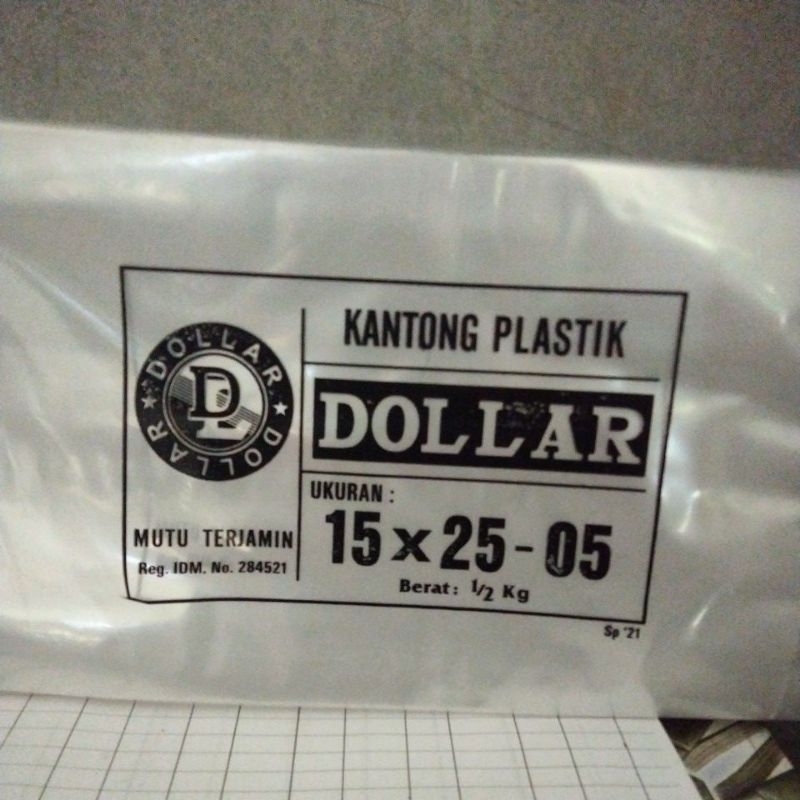 DOLLAR
DL
DOLLAR
DOLLAR
MUTU TERJAMIN
Reg. IDM. No. 284521
KANTONG PLASTIK
DOLLAR
UKURAN :
15 x 25 - 05
Berat : 1/2 Kg
Sp '21